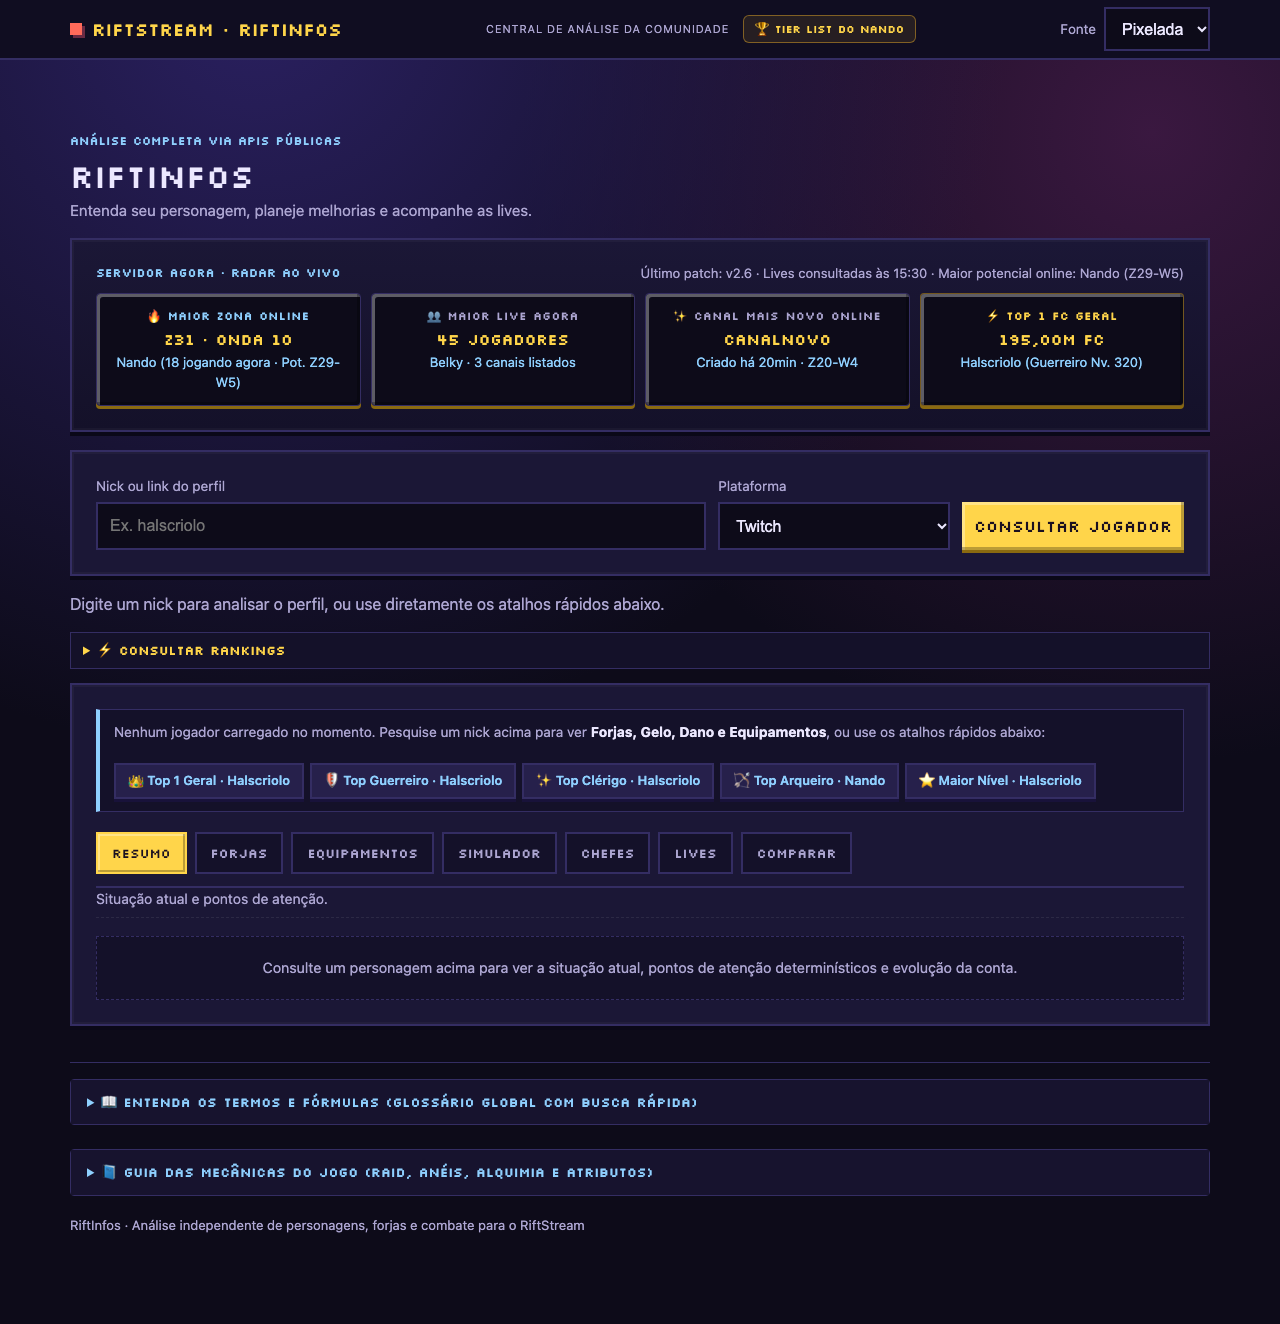 RIFTSTREAM · RIFTINFOS
CENTRAL DE ANÁLISE DA COMUNIDADE
🏆 TIER LIST DO NANDO
Fonte
Pixelada
ANÁLISE COMPLETA VIA APIS PÚBLICAS
RIFTINFOS
Entenda seu personagem, planeje melhorias e acompanhe as lives.
SERVIDOR AGORA · RADAR AO VIVO
Último patch: v2.6 · Lives consultadas às 15:30 · Maior potencial online: Nando (Z29-W5)
🔥 MAIOR ZONA ONLINE
Z31 · ONDA 10
Nando (18 jogando agora · Pot. Z29-
W5)
👥 MAIOR LIVE AGORA
45 JOGADORES
Belky · 3 canais listados
✨ CANAL MAIS NOVO ONLINE
CANALNOVO
Criado há 20min · Z20-W4
⚡ TOP 1 FC GERAL
195,00M FC
Halscriolo (Guerreiro Nv. 320)
Nick ou link do perfil
Ex. halscriolo
Plataforma
Twitch
CONSULTAR JOGADOR
Digite um nick para analisar o perfil, ou use diretamente os atalhos rápidos abaixo.
▶ ⚡ CONSULTAR RANKINGS
Nenhum jogador carregado no momento. Pesquise um nick acima para ver Forjas, Gelo, Dano e Equipamentos, ou use os atalhos rápidos abaixo:
👑 Top 1 Geral · Halscriolo
🛡️ Top Guerreiro · Halscriolo
✨ Top Clérigo · Halscriolo
🏹 Top Arqueiro · Nando
⭐ Maior Nível · Halscriolo
RESUMO
FORJAS
EQUIPAMENTOS
SIMULADOR
CHEFES
LIVES
COMPARAR
Situação atual e pontos de atenção.
Consulte um personagem acima para ver a situação atual, pontos de atenção determinísticos e evolução da conta.
▶ 📖 ENTENDA OS TERMOS E FÓRMULAS (GLOSSÁRIO GLOBAL COM BUSCA RÁPIDA)
▶ 📘 GUIA DAS MECÂNICAS DO JOGO (RAID, ANÉIS, ALQUIMIA E ATRIBUTOS)
RiftInfos · Análise independente de personagens, forjas e combate para o RiftStream